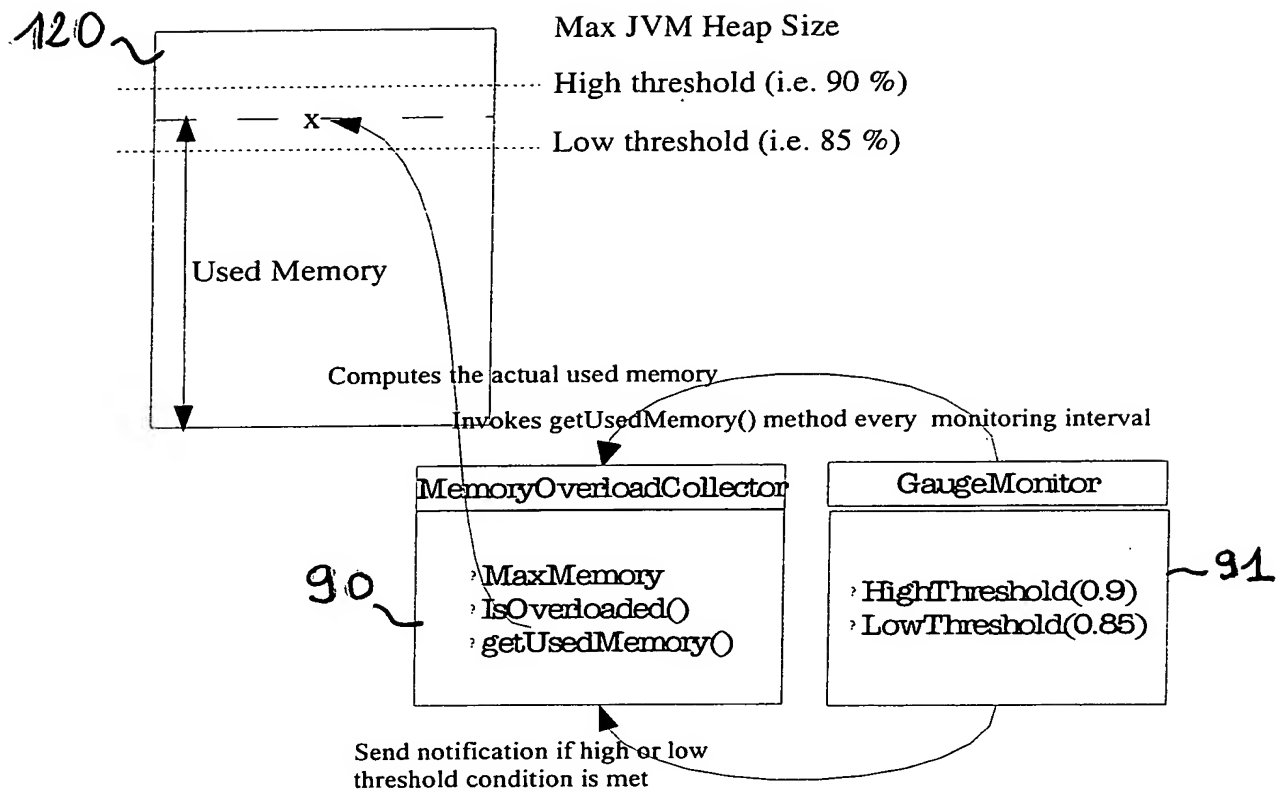 120
Max JVM Heap Size
High threshold (i.e. 90 %)
x
Low threshold (i.e. 85 %)
Used Memory
Computes the actual used memory
Invokes getUsedMemory() method every monitoring interval
MemoryOverloadCollector
GaugeMonitor
90
? MaxMemory
? IsOverloaded()
? getUsedMemory()
91
? HighThreshold(0.9)
? LowThreshold(0.85)
Send notification if high or low
threshold condition is met